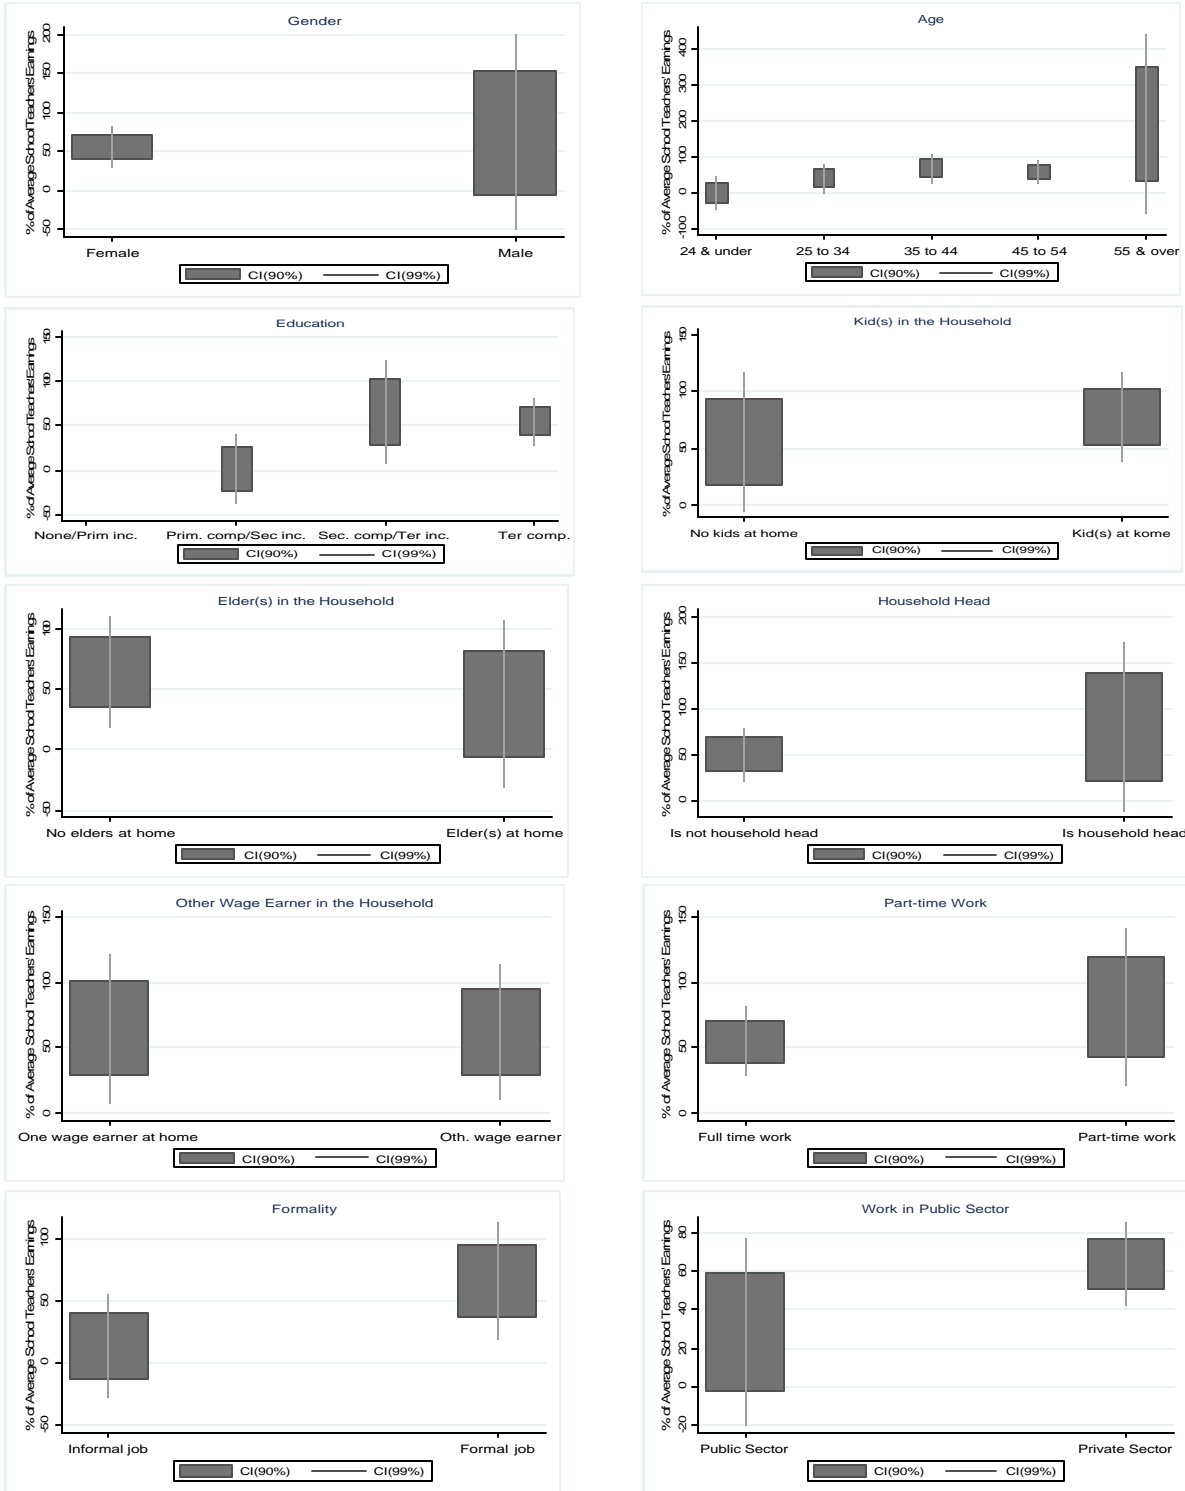 Gender
% of Average School Teachers' Earnings
200
150
100
50
0
-50
Female
Male
CI(90%)
CI(99%)
Age
% of Average School Teachers' Earnings
400
300
200
100
0
-100
24 & under
25 to 34
35 to 44
45 to 54
55 & over
CI(90%)
CI(99%)
Education
% of Average School Teachers' Earnings
150
100
50
0
-50
None/Prim inc.
Prim. comp/Sec inc.
Sec. comp/Ter inc.
Ter comp.
CI(90%)
CI(99%)
Kid(s) in the Household
% of Average School Teachers' Earnings
150
100
50
0
No kids at home
Kid(s) at kome
CI(90%)
CI(99%)
Elder(s) in the Household
% of Average School Teachers' Earnings
100
50
0
-50
No elders at home
Elder(s) at home
CI(90%)
CI(99%)
Household Head
% of Average School Teachers' Earnings
200
150
100
50
0
Is not household head
Is household head
CI(90%)
CI(99%)
Other Wage Earner in the Household
% of Average School Teachers' Earnings
150
100
50
0
One wage earner at home
Oth. wage earner
CI(90%)
CI(99%)
Part-time Work
% of Average School Teachers' Earnings
150
100
50
0
Full time work
Part-time work
CI(90%)
CI(99%)
Formality
% of Average School Teachers' Earnings
100
50
0
-50
Informal job
Formal job
CI(90%)
CI(99%)
Work in Public Sector
% of Average School Teachers' Earnings
80
60
40
20
0
-20
Public Sector
Private Sector
CI(90%)
CI(99%)